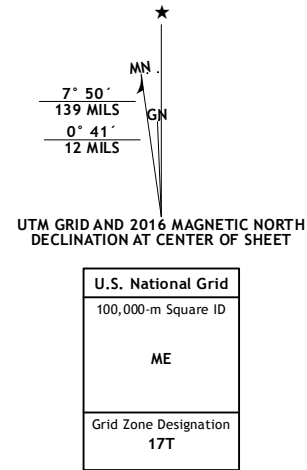 ★
MN
7° 50´
139 MILS
GN
0° 41´
12 MILS
UTM GRID AND 2016 MAGNETIC NORTH
DECLINATION AT CENTER OF SHEET
U.S. National Grid
100,000-m Square ID
ME
Grid Zone Designation
17T